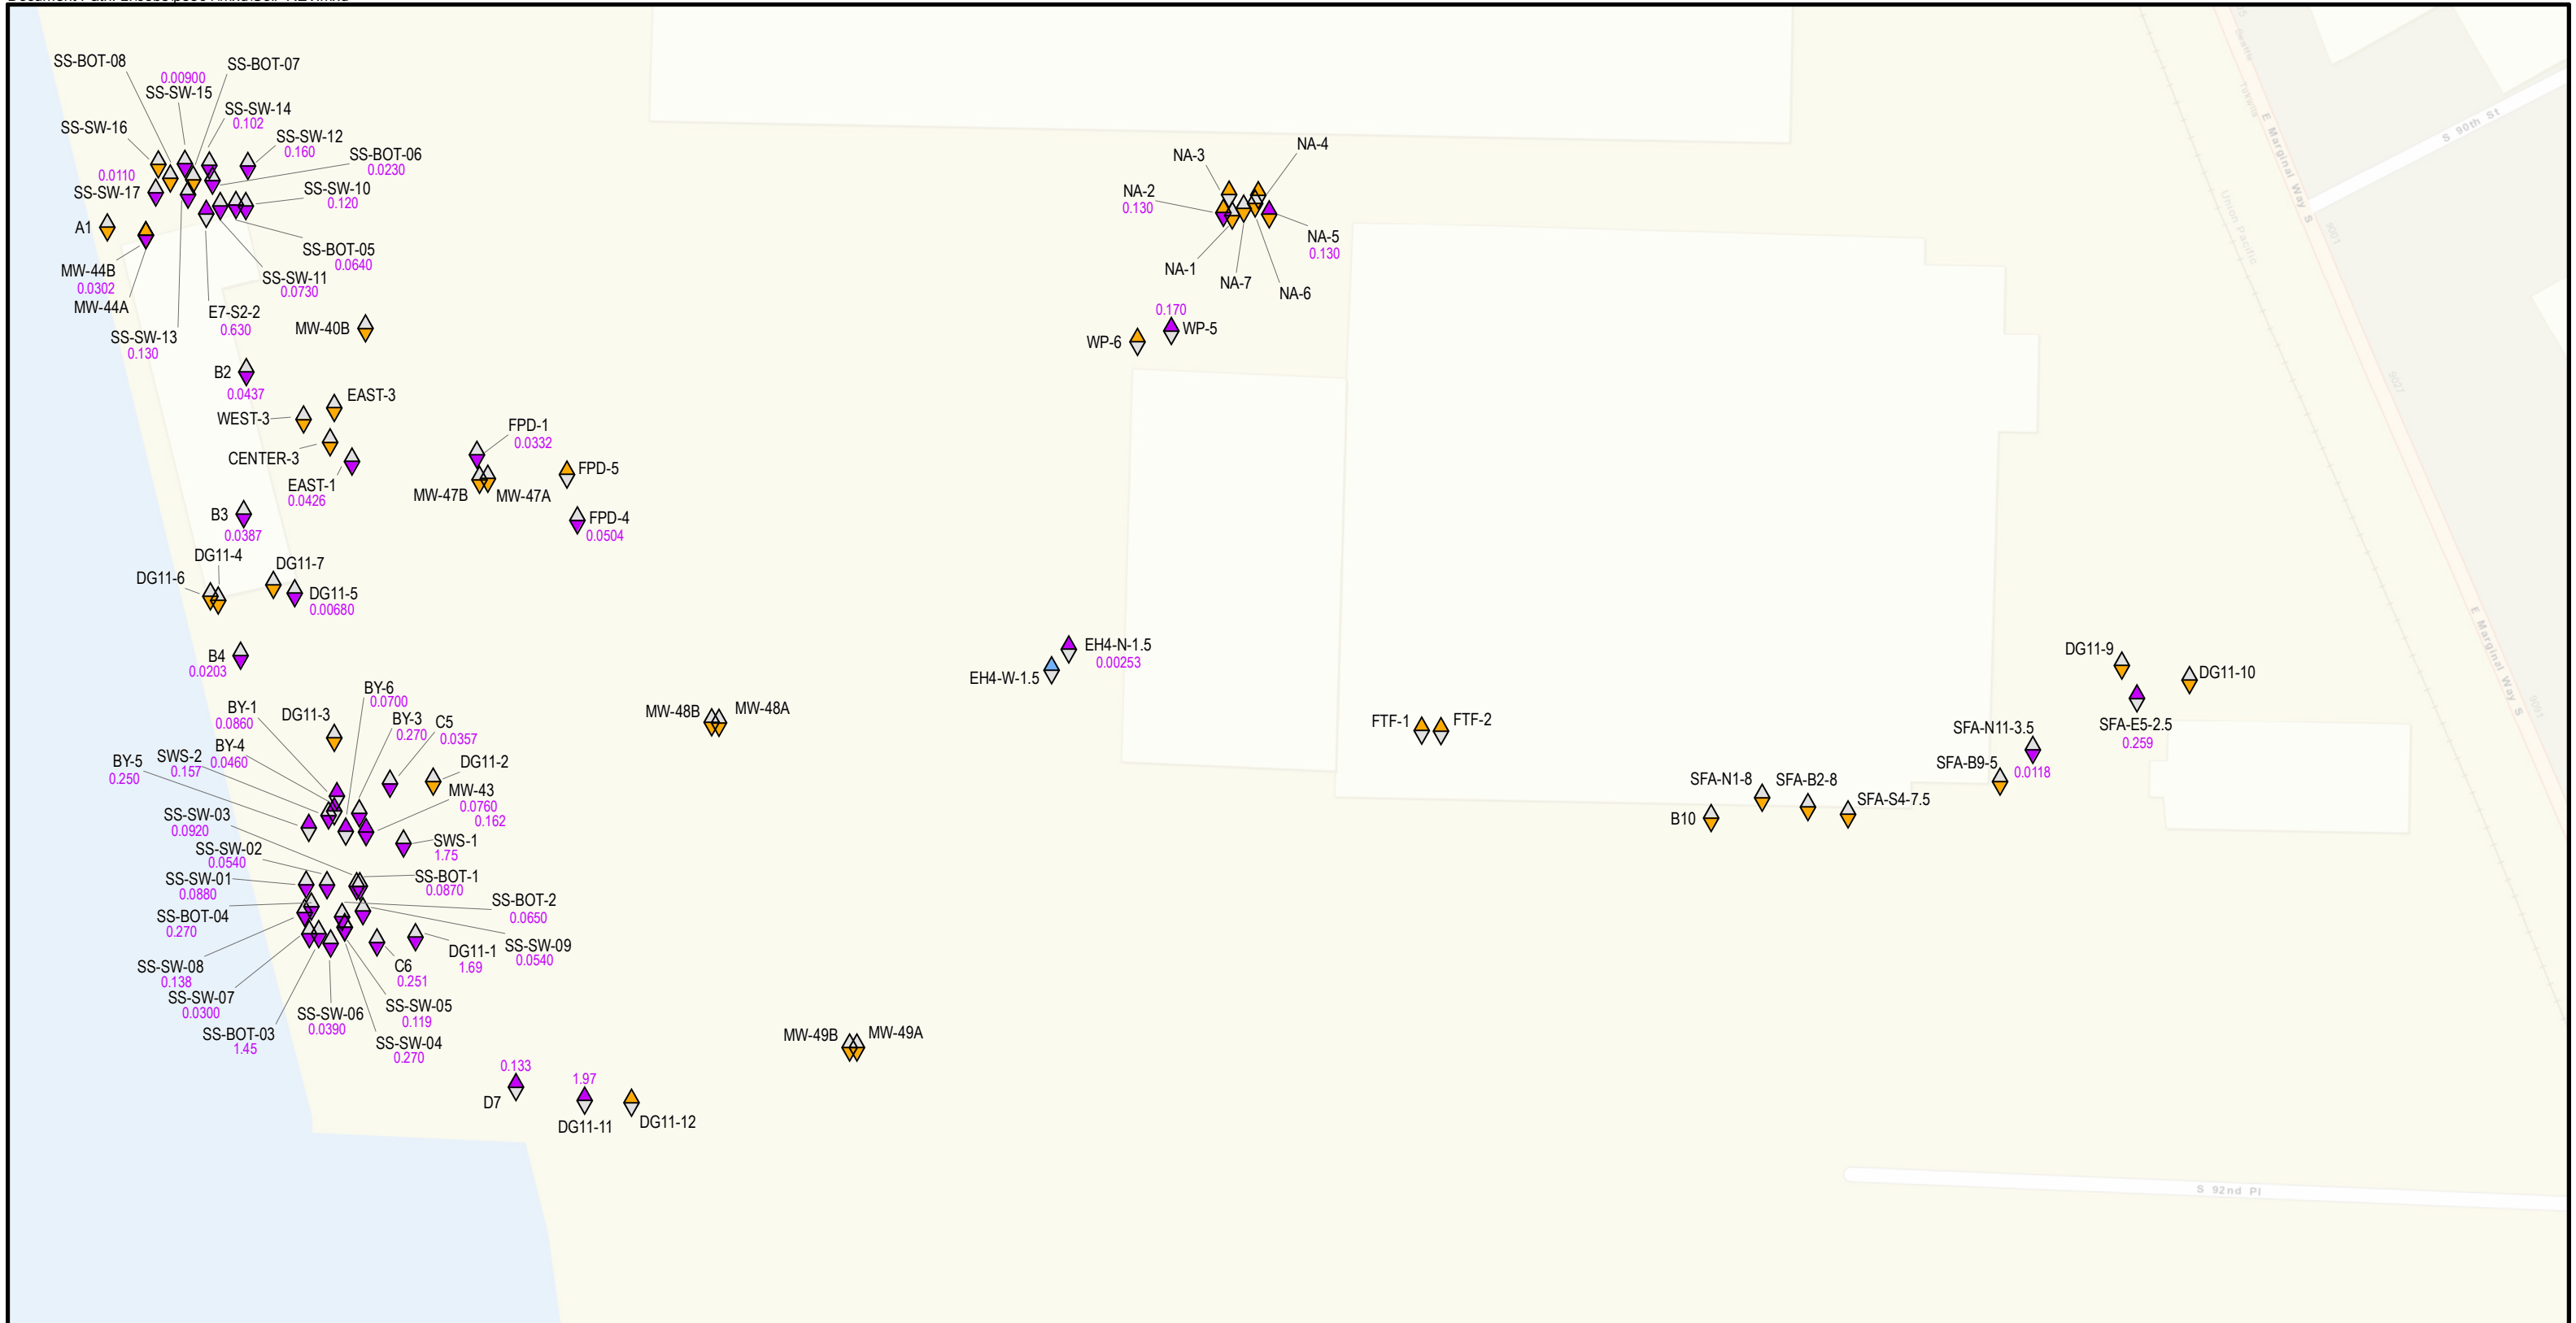 SS-BOT-08
SS-BOT-07
0.00900
SS-SW-15
SS-SW-14
0.102
SS-SW-16
SS-SW-12
0.160
SS-BOT-06
0.0230
0.0110
SS-SW-17
SS-SW-10
0.120
A1
SS-BOT-05
0.0640
MW-44B
0.0302
MW-44A
SS-SW-11
0.0730
E7-S2-2
0.630
SS-SW-13
0.130
MW-40B
B2
0.0437
EAST-3
WEST-3
CENTER-3
EAST-1
0.0426
FPD-1
0.0332
MW-47B
MW-47A
FPD-5
FPD-4
0.0504
B3
0.0387
DG11-4
DG11-7
DG11-6
DG11-5
0.00680
B4
0.0203
BY-6
0.0700
BY-1
0.0860
DG11-3
BY-3
0.270
C5
0.0357
BY-4
0.0460
SWS-2
0.157
BY-5
0.250
DG11-2
MW-43
0.0760
0.162
SS-SW-03
0.0920
SWS-1
1.75
SS-SW-02
0.0540
SS-SW-01
0.0880
SS-BOT-1
0.0870
SS-BOT-2
0.0650
SS-BOT-04
0.270
SS-SW-09
0.0540
DG11-1
1.69
C6
0.251
SS-SW-08
0.138
SS-SW-07
0.0300
SS-SW-05
0.119
SS-SW-06
0.0390
SS-BOT-03
1.45
SS-SW-04
0.270
0.133
D7
1.97
DG11-11
DG11-12
MW-48B
MW-48A
MW-49B
MW-49A
NA-4
NA-3
NA-2
0.130
NA-5
0.130
NA-1
NA-7
NA-6
0.170
WP-5
WP-6
EH4-N-1.5
0.00253
EH4-W-1.5
FTF-1
FTF-2
DG11-9
DG11-10
SFA-E5-2.5
0.259
SFA-N11-3.5
0.0118
SFA-B9-5
SFA-N1-8
SFA-B2-8
SFA-S4-7.5
B10
E Marginal Way S
S 90th St
Union Pacific
Seattle
Tukwila
E Marginal Way S
S 92nd Pl